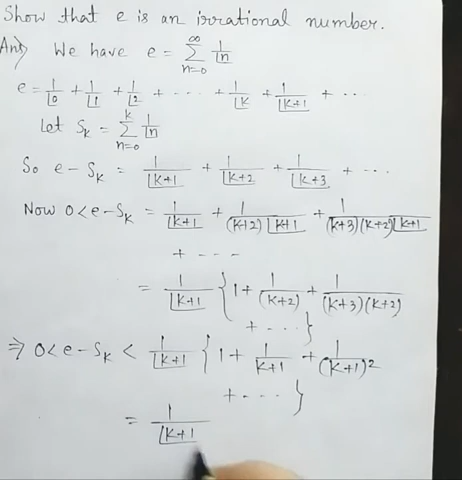 Show that e is an irrational number.
Ans) We have e = ∑_{n=0}^{∞} 1/⌊n
e = 1/⌊0 + 1/⌊1 + 1/⌊2 + ... + 1/⌊k + 1/⌊k+1 + ...
Let S_k = ∑_{n=0}^{k} 1/⌊n
So e - S_k = 1/⌊k+1 + 1/⌊k+2 + 1/⌊k+3 + ...
Now 0 < e - S_k = 1/⌊k+1 + 1/(k+2)⌊k+1 + 1/(k+3)(k+2)⌊k+1
+ ----
= 1/⌊k+1 { 1 + 1/(k+2) + 1/(k+3)(k+2)
+ ... }
⇒ 0 < e - S_k < 1/⌊k+1 { 1 + 1/k+1 + 1/(k+1)²
+ ... }
= 1/⌊k+1